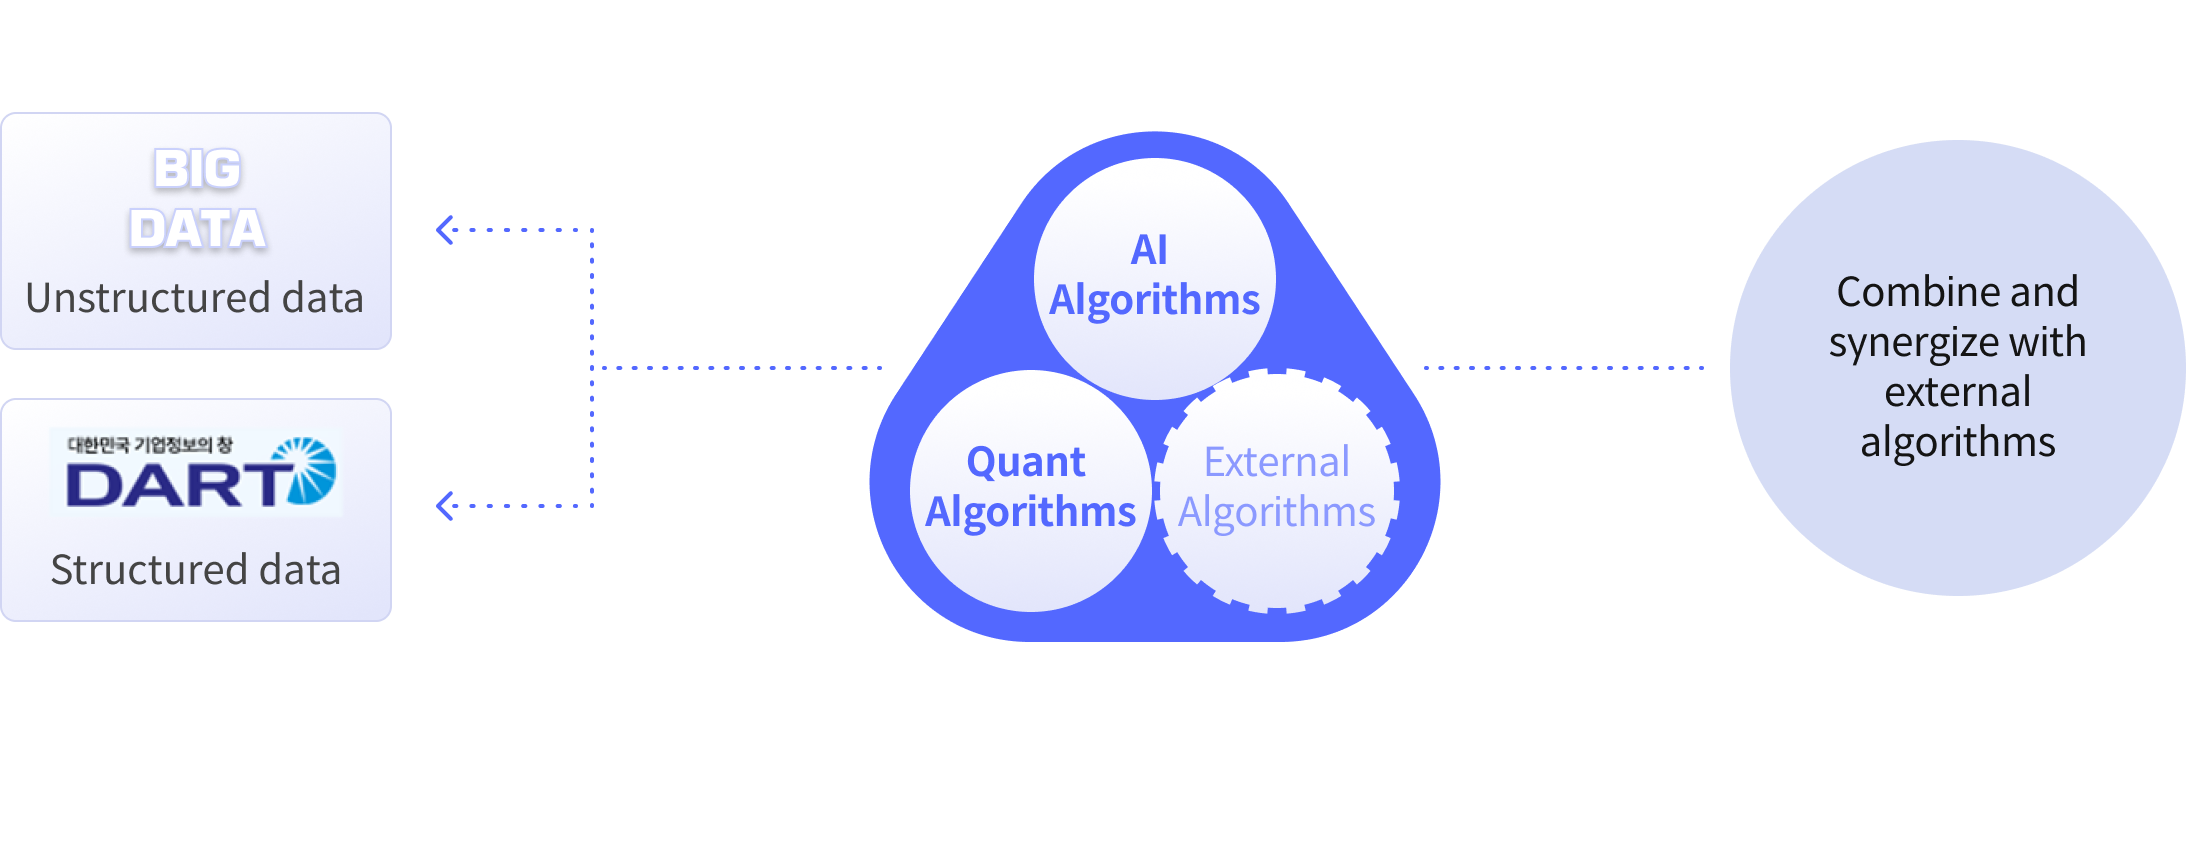 BIG
DATA
Unstructured data
대한민국 기업정보의 창
DART
Structured data
AI
Algorithms
Quant
Algorithms
External
Algorithms
Combine and
synergize with
external
algorithms